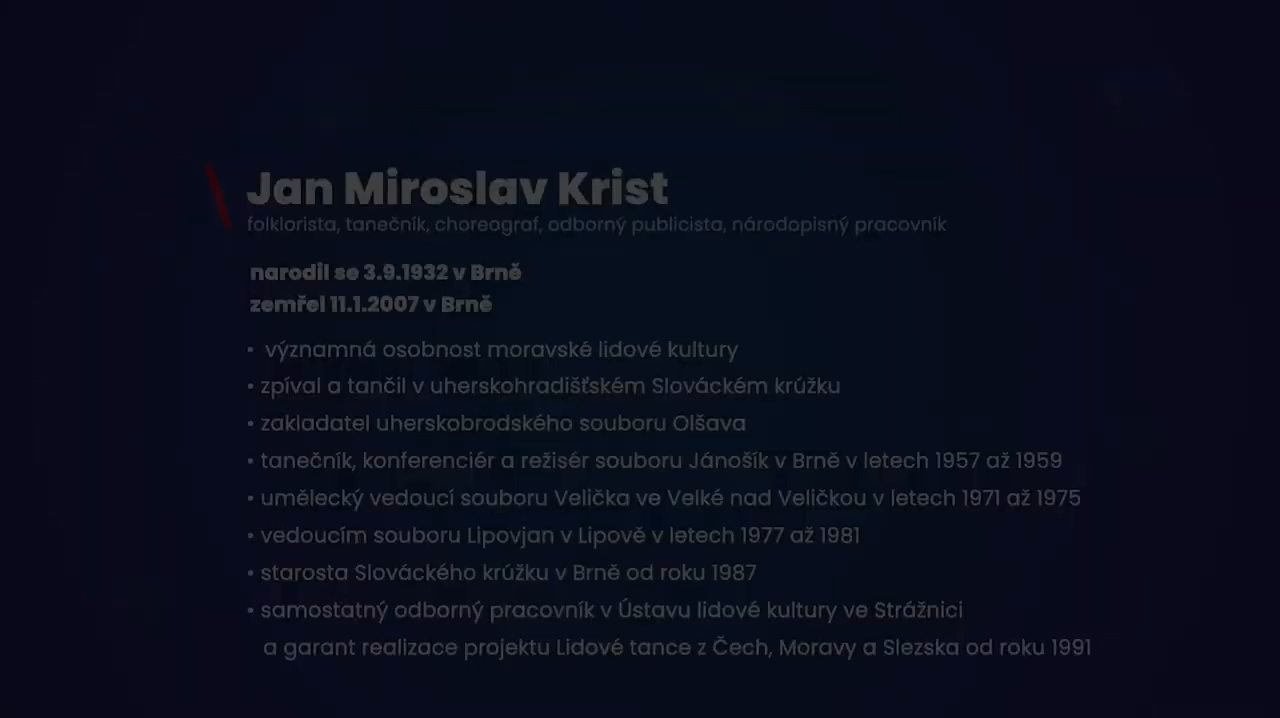 Jan Miroslav Krist
folklorista, tanečník, choreograf, odborný publicista, národopisný pracovník
narodil se 3.9.1932 v Brně
zemřel 11.1.2007 v Brně
• významná osobnost moravské lidové kultury
• zpíval a tančil v uherskohradišťském Slováckém krúžku
• zakladatel uherskobrodského souboru Olšava
• tanečník, konferenciér a režisér souboru Jánošík v Brně v letech 1957 až 1959
• umělecký vedoucí souboru Velička ve Velké nad Veličkou v letech 1971 až 1975
• vedoucím souboru Lipovjan v Lipově v letech 1977 až 1981
• starosta Slováckého krúžku v Brně od roku 1987
• samostatný odborný pracovník v Ústavu lidové kultury ve Strážnici
a garant realizace projektu Lidové tance z Čech, Moravy a Slezska od roku 1991